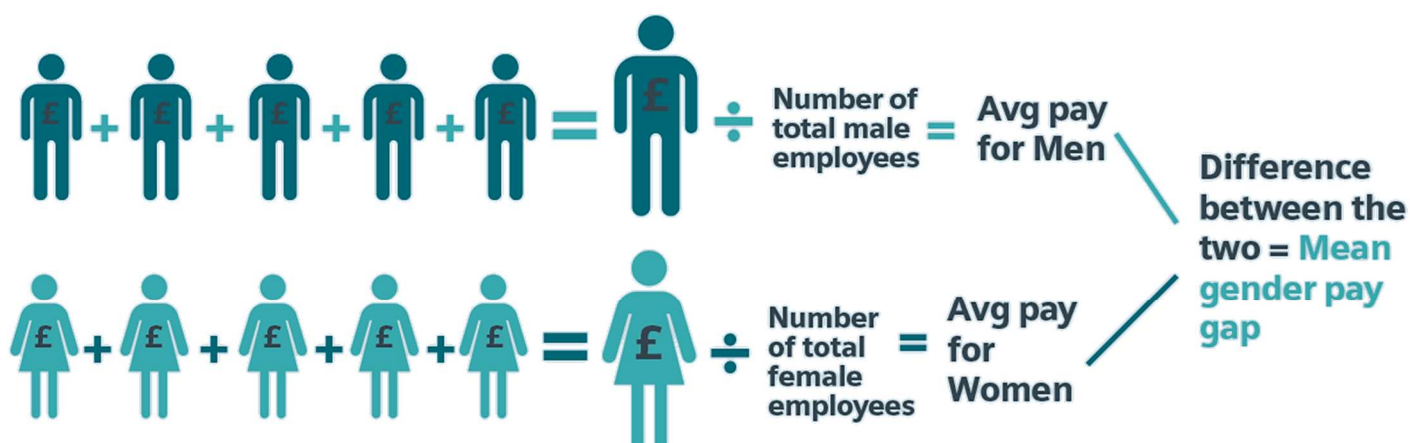 £ + £ + £ + £ + £ = £ ÷
Number of
total male
employees
=
Avg pay
for Men
£ + £ + £ + £ + £ = £ ÷
Number
of total
female
employees
=
Avg pay
for
Women
Difference
between the
two = Mean
gender pay
gap